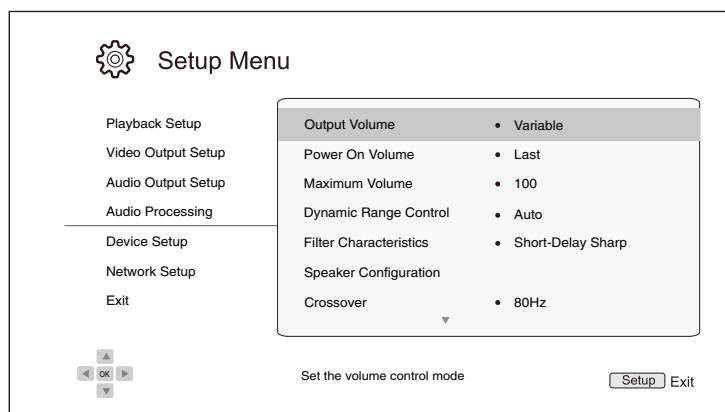 Setup Menu
Playback Setup
Video Output Setup
Audio Output Setup
Audio Processing
Device Setup
Network Setup
Exit
Output Volume • Variable
Power On Volume • Last
Maximum Volume • 100
Dynamic Range Control • Auto
Filter Characteristics • Short-Delay Sharp
Speaker Configuration
Crossover • 80Hz
OK
Set the volume control mode
Setup Exit